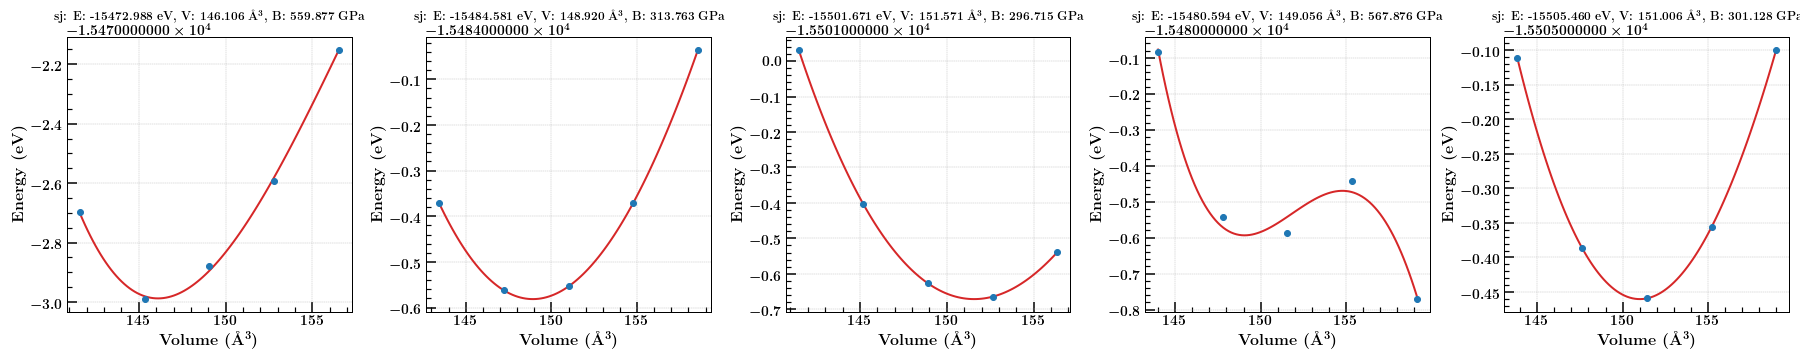 sj: E: -15472.988 eV, V: 146.106 Å³, B: 559.877 GPa
−1.5470000000 × 10⁴
−2.2
−2.4
−2.6
−2.8
−3.0
Energy (eV)
145
150
155
Volume (Å³)
sj: E: -15484.581 eV, V: 148.920 Å³, B: 313.763 GPa
−1.5484000000 × 10⁴
−0.1
−0.2
−0.3
−0.4
−0.5
−0.6
Energy (eV)
145
150
155
Volume (Å³)
sj: E: -15501.671 eV, V: 151.571 Å³, B: 296.715 GPa
−1.5501000000 × 10⁴
0.0
−0.1
−0.2
−0.3
−0.4
−0.5
−0.6
−0.7
Energy (eV)
145
150
155
Volume (Å³)
sj: E: -15480.594 eV, V: 149.056 Å³, B: 567.876 GPa
−1.5480000000 × 10⁴
−0.1
−0.2
−0.3
−0.4
−0.5
−0.6
−0.7
−0.8
Energy (eV)
145
150
155
Volume (Å³)
sj: E: -15505.460 eV, V: 151.006 Å³, B: 301.128 GPa
−1.5505000000 × 10⁴
−0.10
−0.15
−0.20
−0.25
−0.30
−0.35
−0.40
−0.45
Energy (eV)
145
150
155
Volume (Å³)